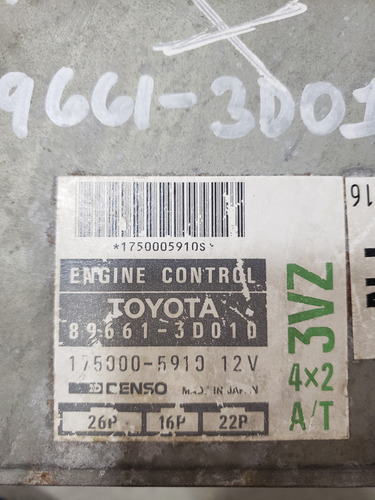 9661-3D01
*1750005910S*
ENGINE CONTROL
TOYOTA
89661-3D010
175000-5910 12V
DENSO MADE IN JAPAN
26P 16P 22P
3VZ
4×2
A/T
16